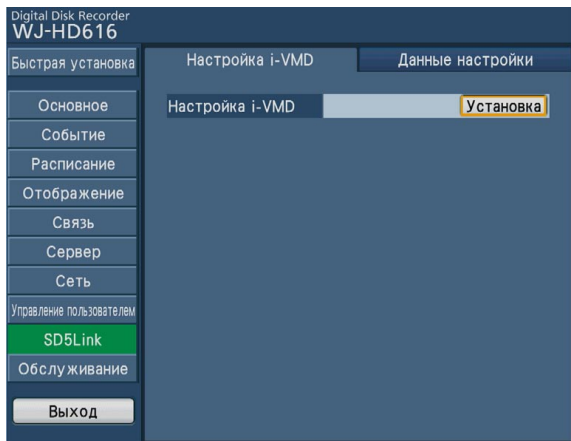 Digital Disk Recorder
WJ-HD616
Быстрая установка
Настройка i-VMD
Данные настройки
Настройка i-VMD
Установка
Основное
Событие
Расписание
Отображение
Связь
Сервер
Сеть
Управление пользователем
SD5Link
Обслуживание
Выход